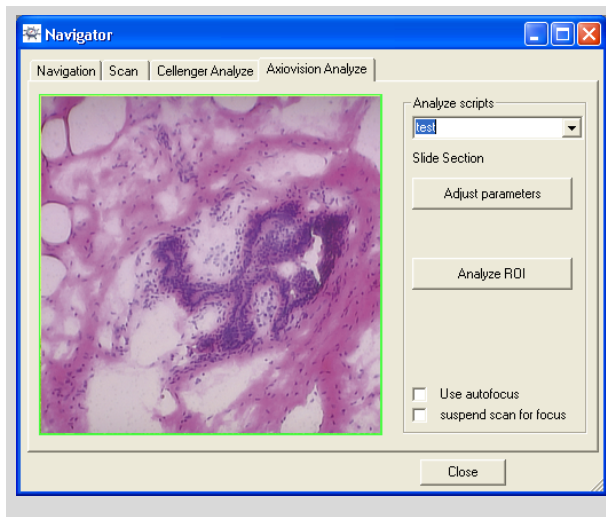 Navigator
Navigation Scan Cellenger Analyze Axiovision Analyze
Analyze scripts
test
Slide Section
Adjust parameters
Analyze ROI
Use autofocus
suspend scan for focus
Close